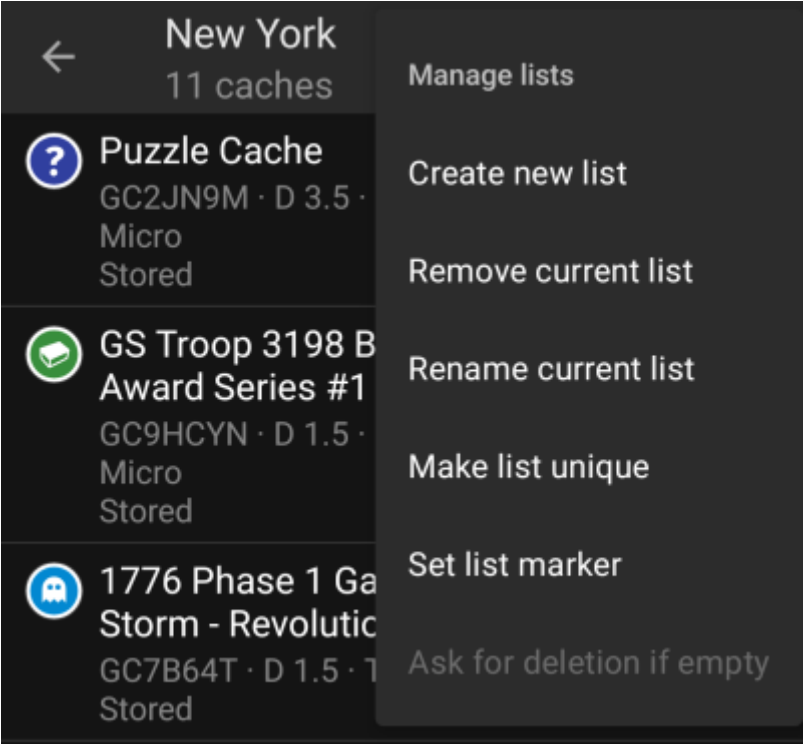 New York
11 caches
Puzzle Cache
GC2JN9M · D 3.5 ·
Micro
Stored
GS Troop 3198 B
Award Series #1
GC9HCYN · D 1.5 ·
Micro
Stored
1776 Phase 1 Ga
Storm - Revolutio
GC7B64T · D 1.5 · T
Stored
Manage lists
Create new list
Remove current list
Rename current list
Make list unique
Set list marker
Ask for deletion if empty